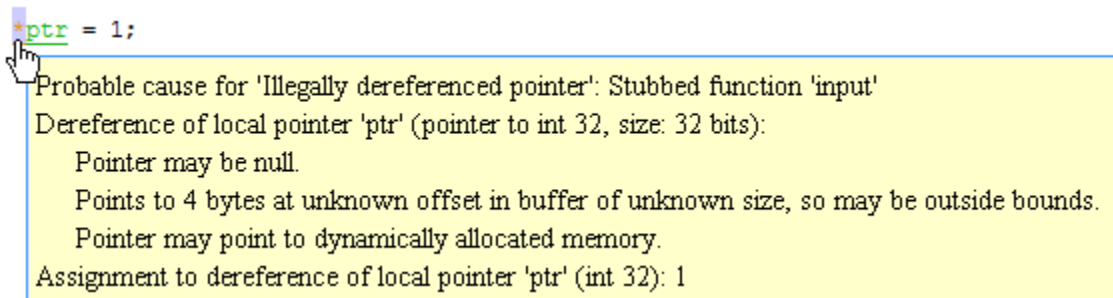 *ptr = 1;
Probable cause for 'Illegally dereferenced pointer': Stubbed function 'input'
Dereference of local pointer 'ptr' (pointer to int 32, size: 32 bits):
Pointer may be null.
Points to 4 bytes at unknown offset in buffer of unknown size, so may be outside bounds.
Pointer may point to dynamically allocated memory.
Assignment to dereference of local pointer 'ptr' (int 32): 1